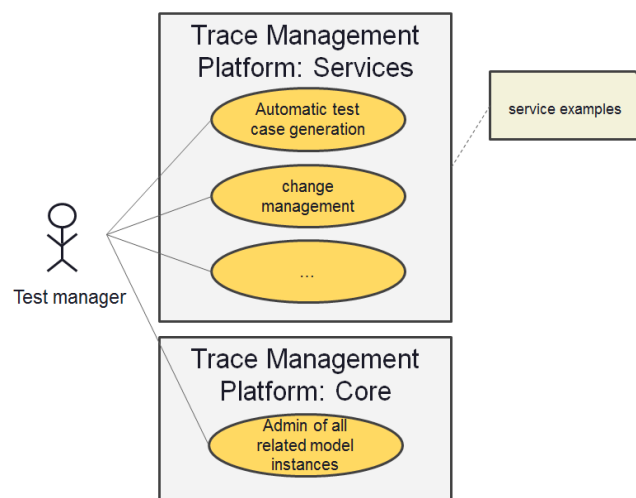 Trace Management
Platform: Services
Automatic test
case generation
service examples
change
management
...
Test manager
Trace Management
Platform: Core
Admin of all
related model
instances